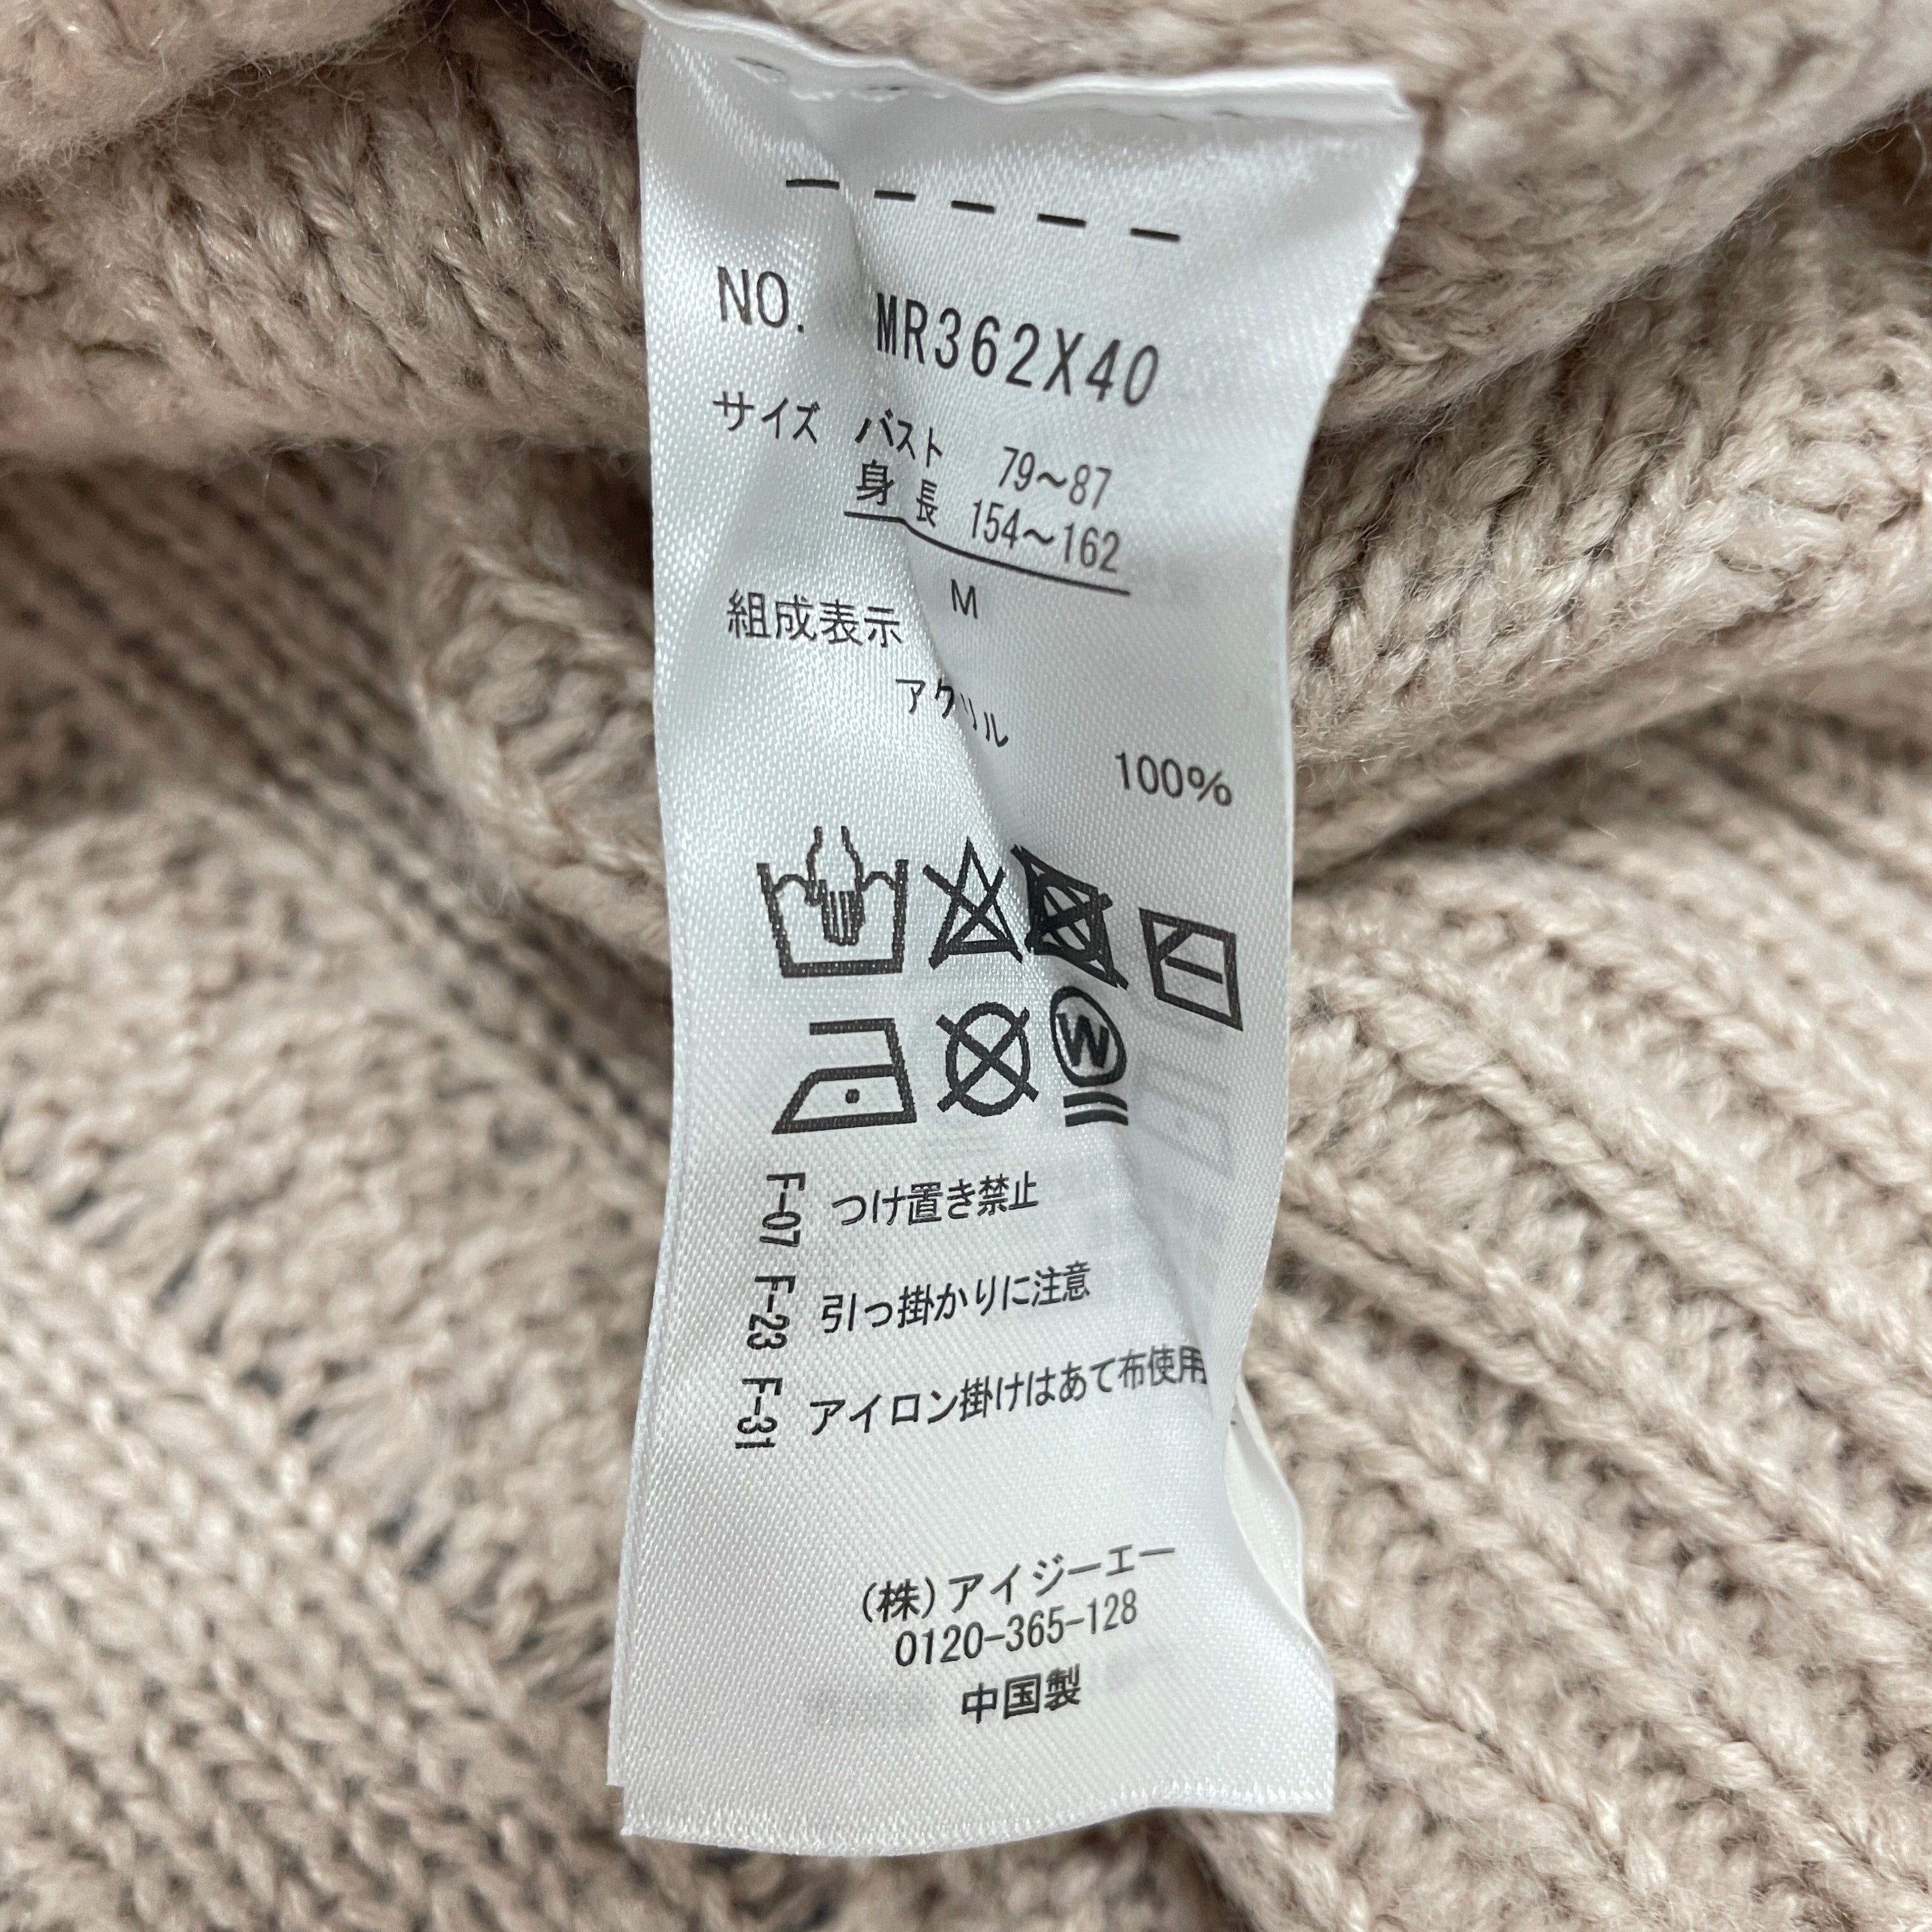 NO. MR362X40
サイズ バスト 79〜87
身長 154〜162
M
組成表示
アクリル
100%
W
F-07 つけ置き禁止
F-23 引っ掛かりに注意
F-31 アイロン掛けはあて布使用
(株)アイジーエー
0120-365-128
中国製